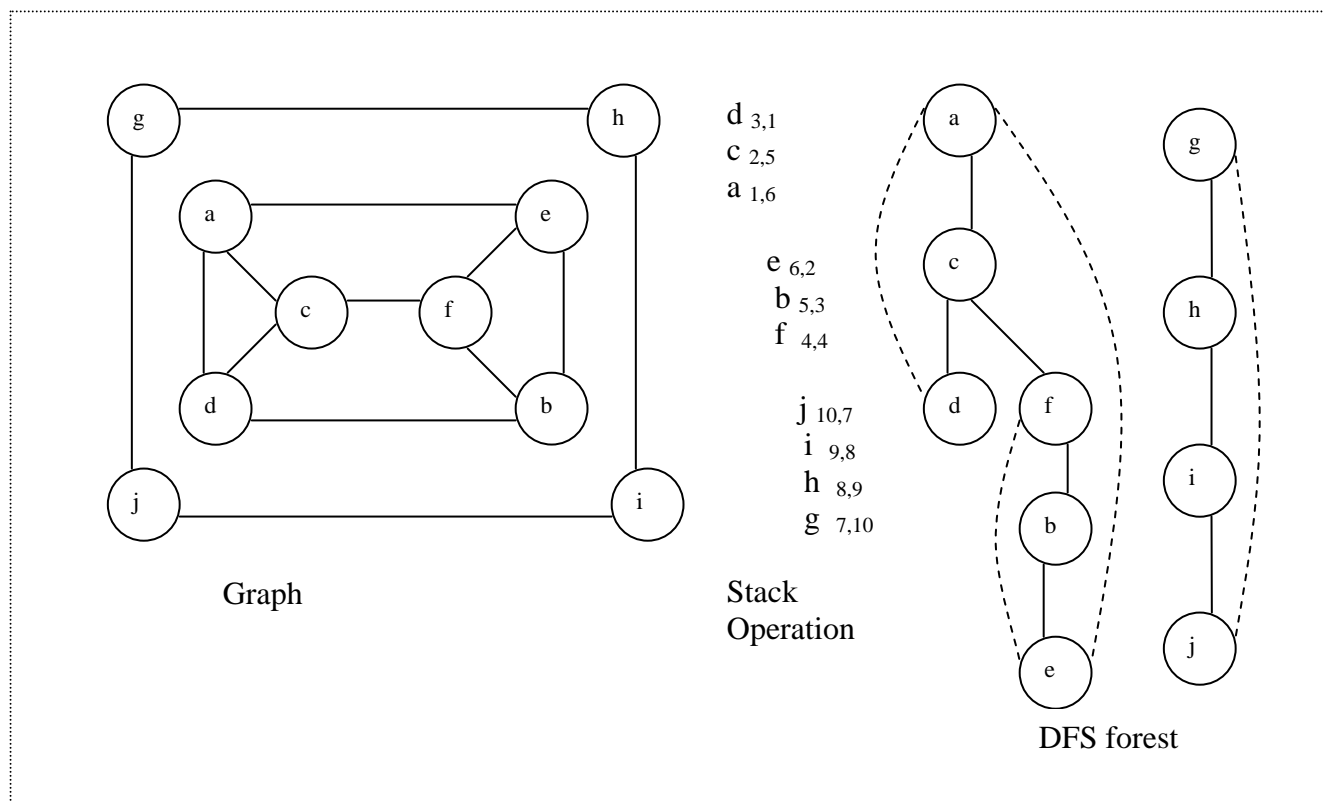 g
h
a
e
c
f
d
b
j
i
Graph
d 3,1
c 2,5
a 1,6
e 6,2
b 5,3
f 4,4
j 10,7
i 9,8
h 8,9
g 7,10
Stack
Operation
a
g
c
h
d
f
i
b
j
e
DFS forest